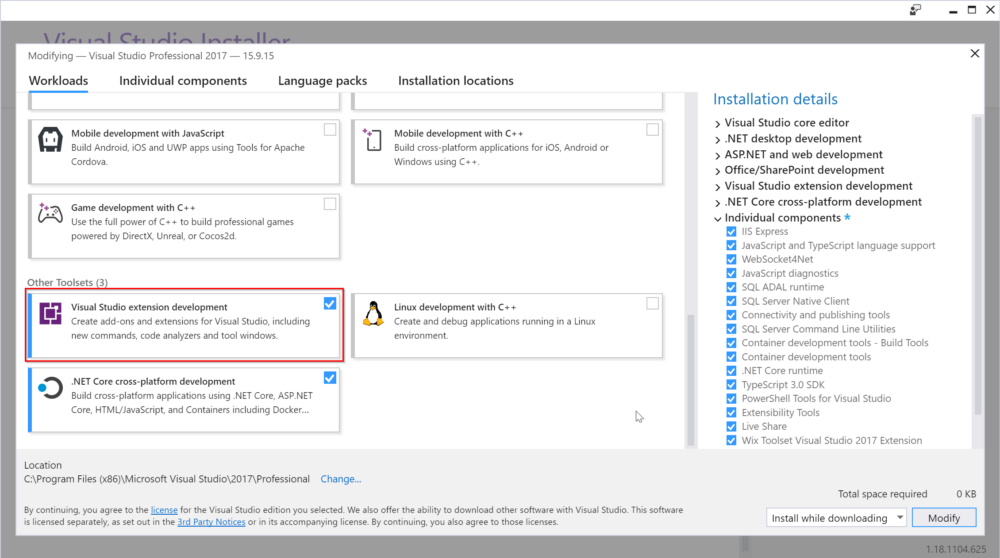 Visual Studio Installer
Modifying — Visual Studio Professional 2017 — 15.9.15
Workloads
Individual components
Language packs
Installation locations
Mobile development with JavaScript
Build Android, iOS and UWP apps using Tools for Apache
Cordova.
Mobile development with C++
Build cross-platform applications for iOS, Android or
Windows using C++.
Game development with C++
Use the full power of C++ to build professional games
powered by DirectX, Unreal, or Cocos2d.
Other Toolsets (3)
Visual Studio extension development
Create add-ons and extensions for Visual Studio, including
new commands, code analyzers and tool windows.
Linux development with C++
Create and debug applications running in a Linux
environment.
.NET Core cross-platform development
Build cross-platform applications using .NET Core, ASP.NET
Core, HTML/JavaScript, and Containers including Docker...
Installation details
Visual Studio core editor
.NET desktop development
ASP.NET and web development
Office/SharePoint development
Visual Studio extension development
.NET Core cross-platform development
Individual components *
IIS Express
JavaScript and TypeScript language support
WebSocket4Net
JavaScript diagnostics
SQL ADAL runtime
SQL Server Native Client
Connectivity and publishing tools
SQL Server Command Line Utilities
Container development tools - Build Tools
Container development tools
.NET Core runtime
TypeScript 3.0 SDK
PowerShell Tools for Visual Studio
Extensibility Tools
Live Share
Wix Toolset Visual Studio 2017 Extension
Location
C:\Program Files (x86)\Microsoft Visual Studio\2017\Professional Change...
Total space required 0 KB
By continuing, you agree to the license for the Visual Studio edition you selected. We also offer the ability to download other software with Visual Studio. This software
is licensed separately, as set out in the 3rd Party Notices or in its accompanying license. By continuing, you also agree to those licenses.
Install while downloading
Modify
1.18.1104.625